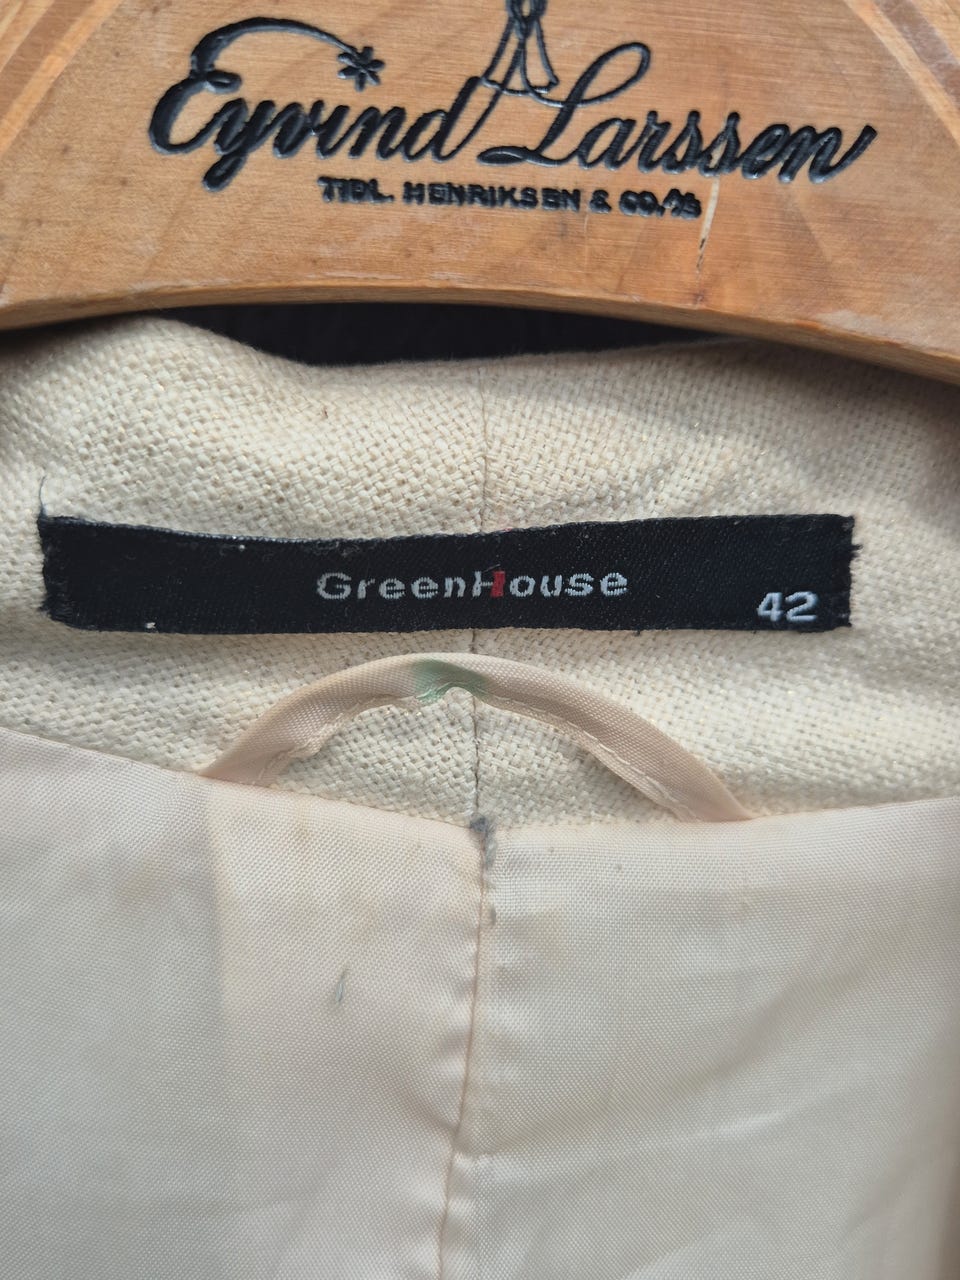 Eyvind Larssen
TIDL. HENRIKSEN & CO. A/S
GreenHouse
42